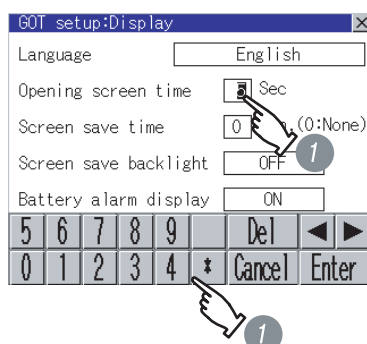 GOT setup:Display ×
Language English
Opening screen time 5 Sec
Screen save time 0 (0:None)
Screen save backlight OFF
Battery alarm display ON
5 6 7 8 9 Del ◀ ▶
0 1 2 3 4 * Cancel Enter
1
1